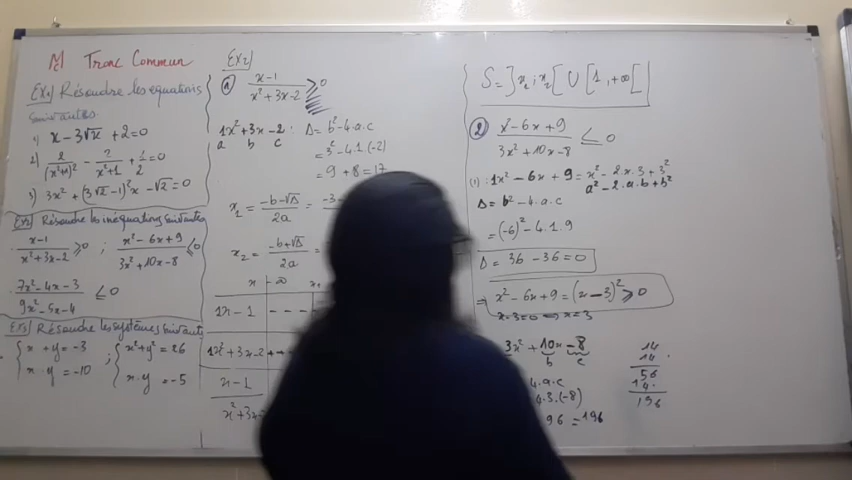 Tronc Commun
Ex1/ Résoudre les equations
suivantes
1) x - 3√x + 2 = 0
2) 2/(x²+1)² - ?/x²+1 + 1/2 = 0
3) 3x² + (3√2 - 1)²x - √2 = 0
Ex2/ Résoudre les inéquations suivantes
x-1/x²+3x-2 ≥ 0 ; x²-6x+9/3x²+10x-8 ≤ 0
7x²-4x-3/9x²-5x-4 ≤ 0
Ex3/ Résoudre les systèmes suivants
{ x + y = -3 ; { x² + y² = 26
x·y = -10 x·y = -5
Ex2/
a) x-1/x²+3x-2 ≥ 0
1x² + 3x - 2 · Δ = b² - 4·a·c
a b c = 3² - 4·1·(-2)
= 9 + 8 = 17
x₁ = -b-√Δ/2a = -3-
x₂ = -b+√Δ/2a =
x -∞ x₁
1x - 1 - - -
1x² + 3x - 2 + +
x-1/x²+3x-2
S = ]x₂ ; x₁[ U [1, +∞[
2) x²-6x+9/3x²+10x-8 ≤ 0
(1) : 1x² - 6x + 9 = x² - 2·x·3 + 3²
a² - 2·a·b + b²
Δ = b² - 4·a·c
= (-6)² - 4·1·9
Δ = 36 - 36 = 0
⇒ x² - 6x + 9 = (x - 3)² ≥ 0
x-3=0 ⇒ x=3
3x² + 10x - 8
b c
4·a·c
4·3·(-8)
96 = 196
14
14
56
14·
196